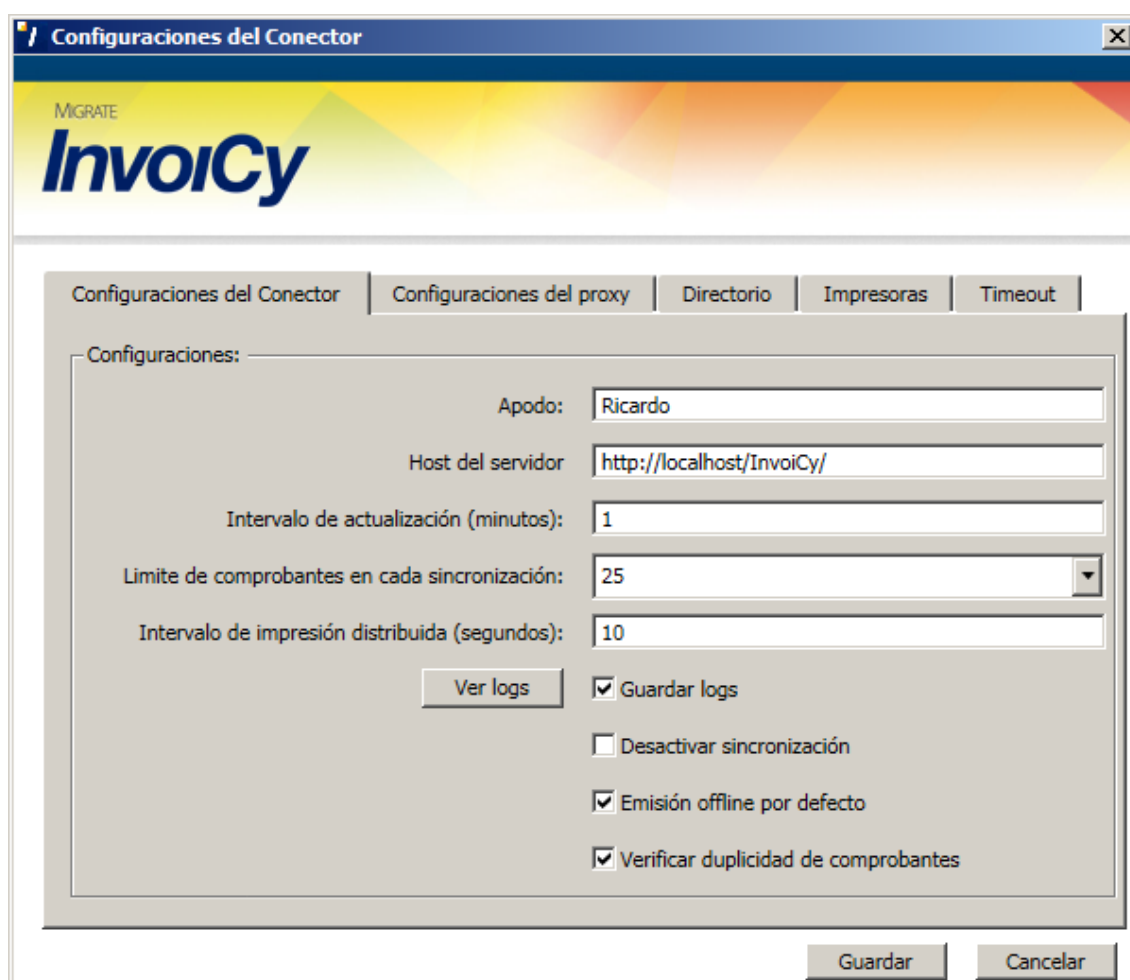 Configuraciones del Conector
MIGRATE
InvoiCy
Configuraciones del Conector Configuraciones del proxy Directorio Impresoras Timeout
Configuraciones:
Apodo: Ricardo
Host del servidor http://localhost/InvoiCy/
Intervalo de actualización (minutos): 1
Limite de comprobantes en cada sincronización: 25
Intervalo de impresión distribuida (segundos): 10
Ver logs Guardar logs
Desactivar sincronización
Emisión offline por defecto
Verificar duplicidad de comprobantes
Guardar Cancelar